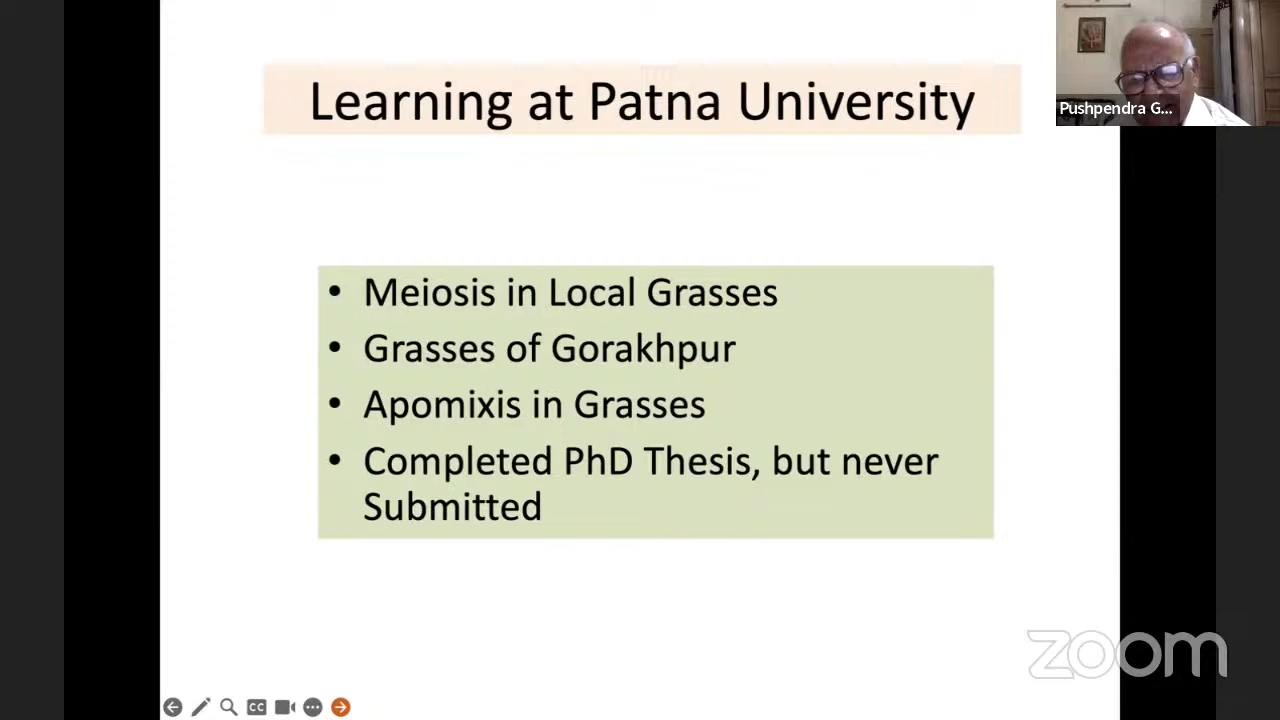 Learning at Patna University
Pushpendra G...
• Meiosis in Local Grasses
• Grasses of Gorakhpur
• Apomixis in Grasses
• Completed PhD Thesis, but never
Submitted
zoom
CC